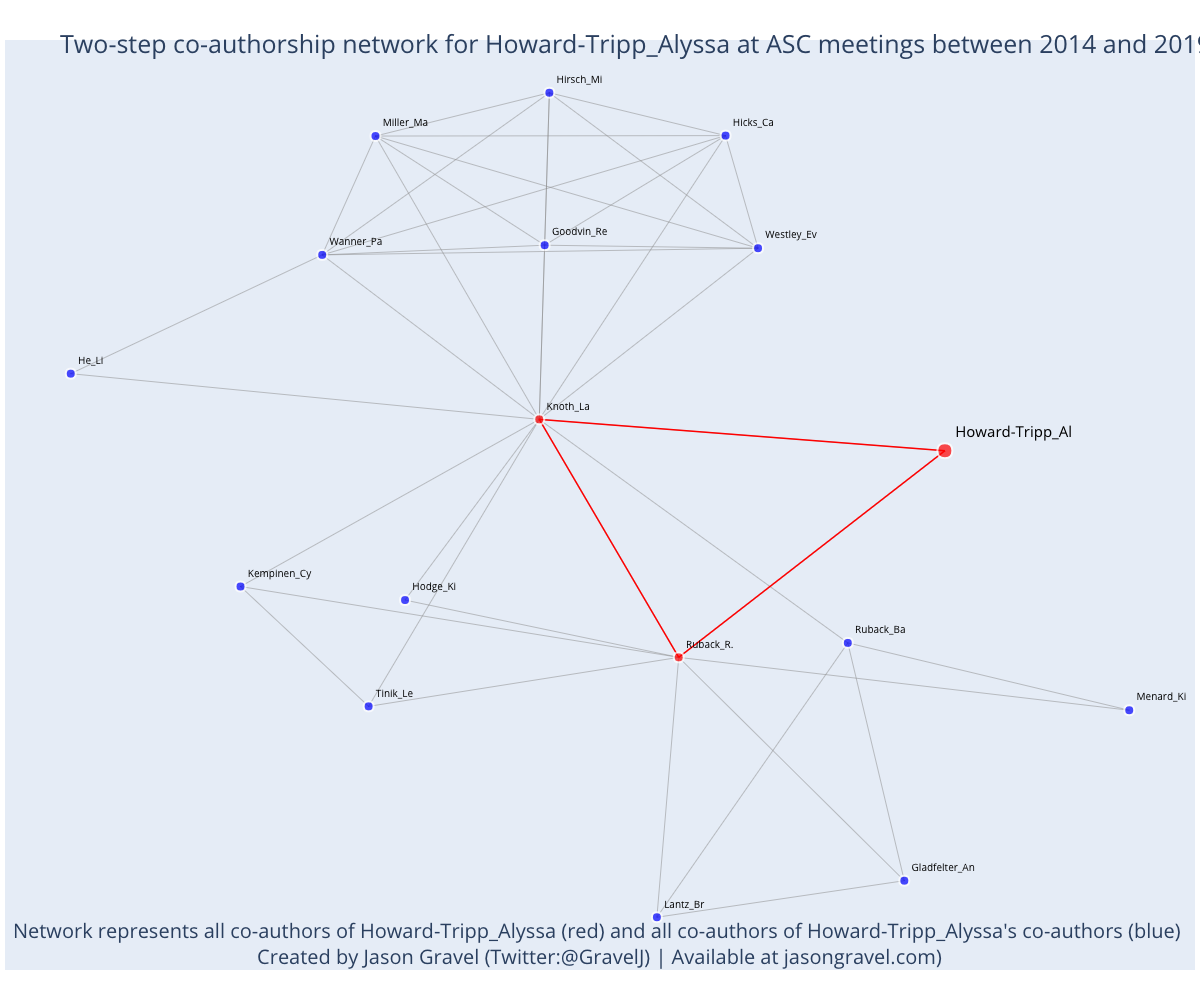 Two-step co-authorship network for Howard-Tripp_Alyssa at ASC meetings between 2014 and 2019
Hirsch_Mi
Miller_Ma
Hicks_Ca
Goodvin_Re
Westley_Ev
Wanner_Pa
He_Li
Knoth_La
Howard-Tripp_Al
Kempinen_Cy
Hodge_Ki
Ruback_Ba
Ruback_R.
Tinik_Le
Menard_Ki
Gladfelter_An
Lantz_Br
Network represents all co-authors of Howard-Tripp_Alyssa (red) and all co-authors of Howard-Tripp_Alyssa's co-authors (blue)
Created by Jason Gravel (Twitter:@GravelJ) | Available at jasongravel.com)